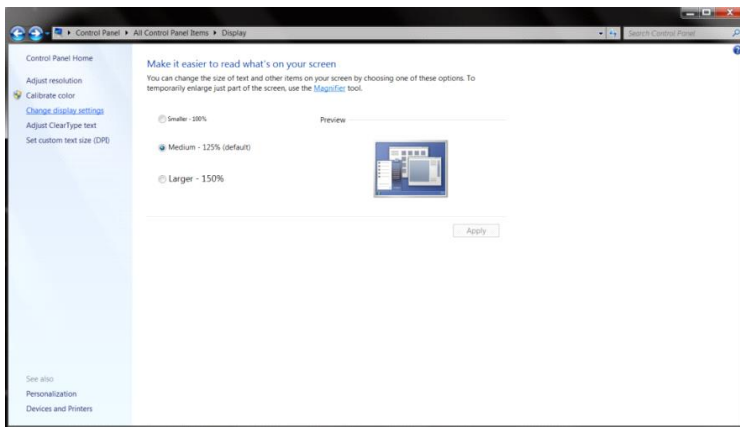 Control Panel ▸ All Control Panel Items ▸ Display
Search Control Panel
Control Panel Home
Adjust resolution
Calibrate color
Change display settings
Adjust ClearType text
Set custom text size (DPI)
Make it easier to read what's on your screen
You can change the size of text and other items on your screen by choosing one of these options. To
temporarily enlarge just part of the screen, use the Magnifier tool.
Smaller - 100%
Preview
Medium - 125% (default)
Larger - 150%
Apply
See also
Personalization
Devices and Printers